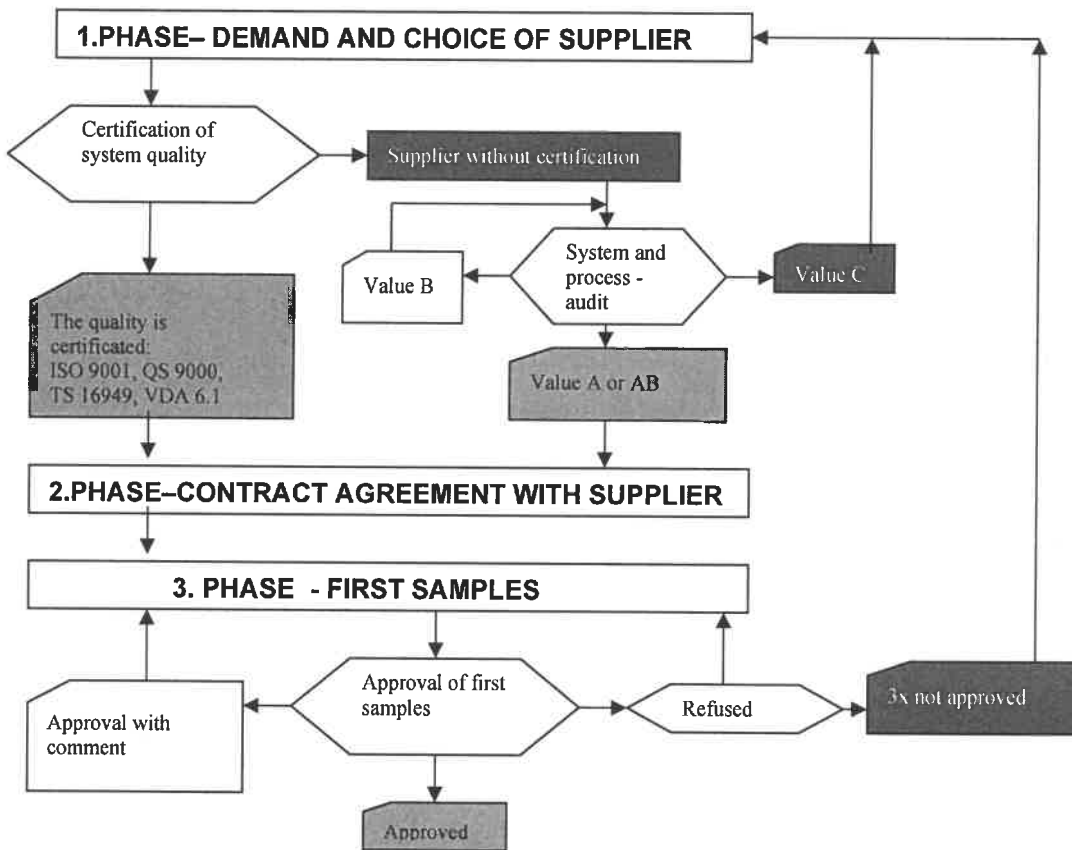 1.PHASE– DEMAND AND CHOICE OF SUPPLIER
Certification of
system quality
Supplier without certification
System and
process -
audit
Value B
Value C
The quality is
certificated:
ISO 9001, QS 9000,
TS 16949, VDA 6.1
Value A or AB
2.PHASE–CONTRACT AGREEMENT WITH SUPPLIER
3. PHASE - FIRST SAMPLES
Approval of first
samples
Approval with
comment
Refused
3x not approved
Approved